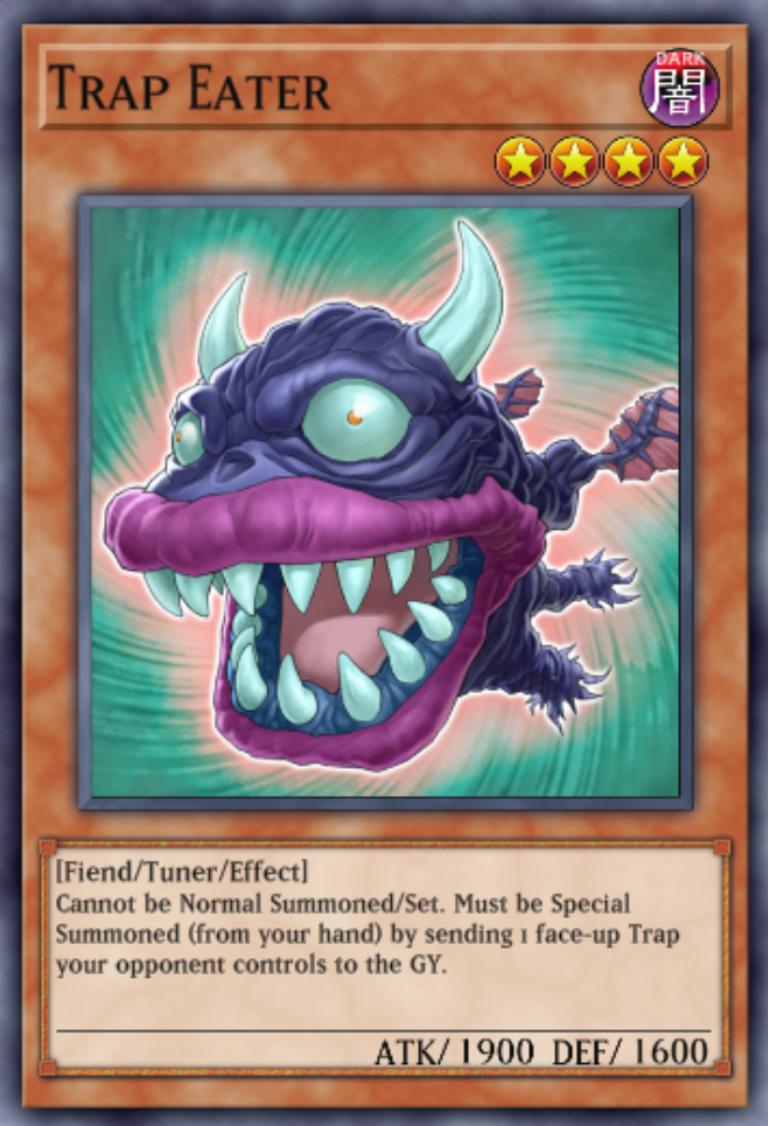 Trap Eater
DARK
闇
[Fiend/Tuner/Effect]
Cannot be Normal Summoned/Set. Must be Special
Summoned (from your hand) by sending 1 face-up Trap
your opponent controls to the GY.
ATK/ 1900 DEF/ 1600